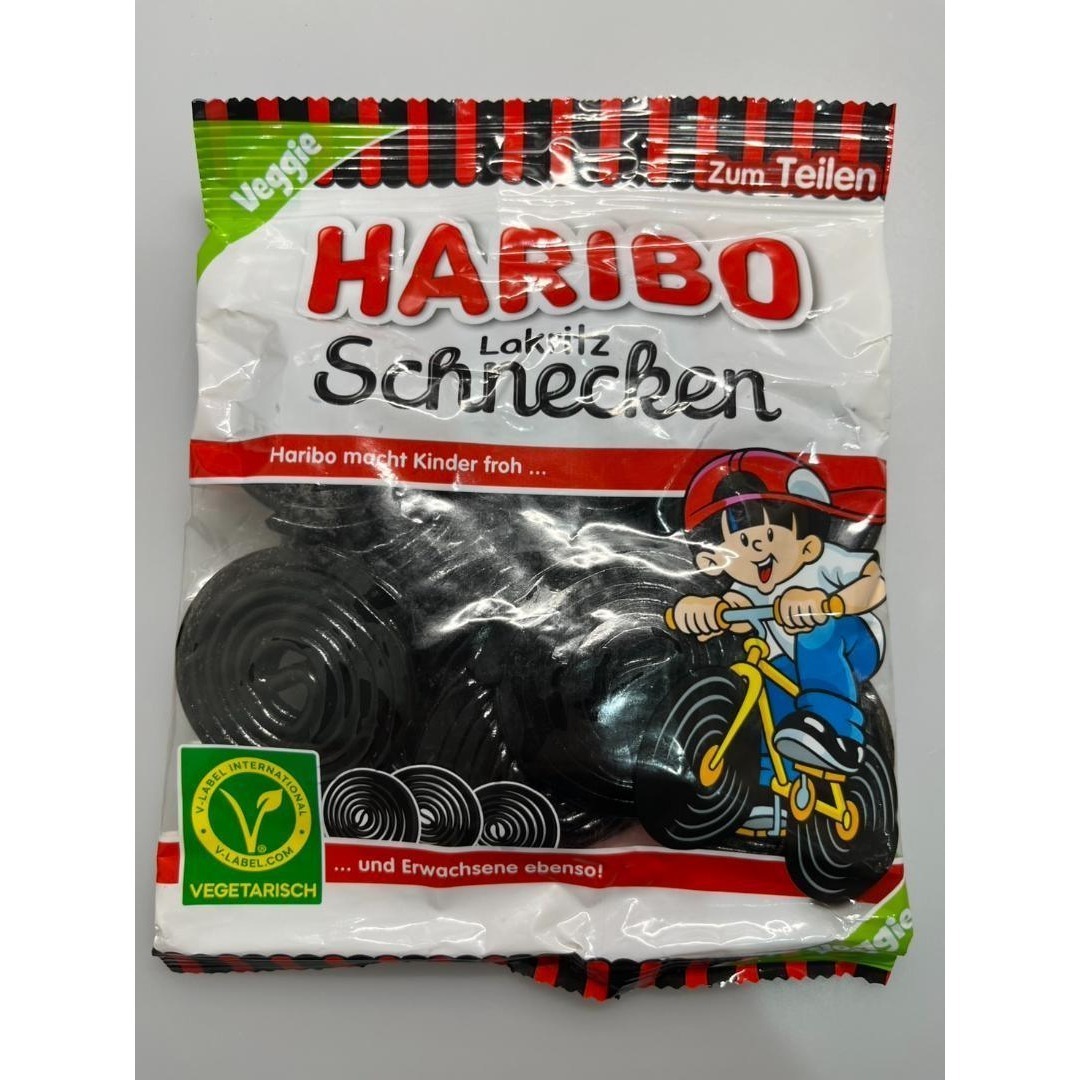 Veggie
Zum Teilen
HARIBO
Lakritz
Schnecken
Haribo macht Kinder froh ...
V-LABEL INTERNATIONAL
V-LABEL.COM
®
VEGETARISCH
... und Erwachsene ebenso!